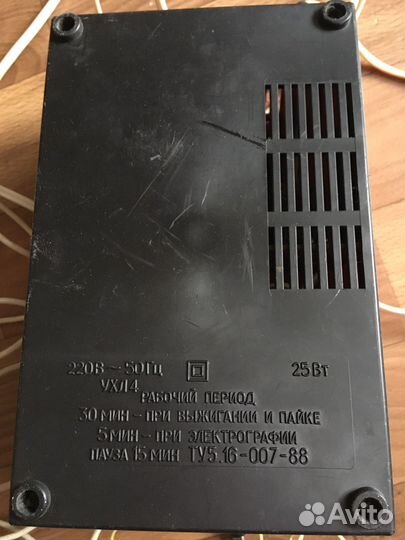 220В ~ 50Гц 25Вт
УХЛ4
РАБОЧИЙ ПЕРИОД
30 МИН – ПРИ ВЫЖИГАНИИ И ПАЙКЕ
5 МИН – ПРИ ЭЛЕКТРОГРАФИИ
ПАУЗА 15 МИН ТУ5.16-007-88
Avito